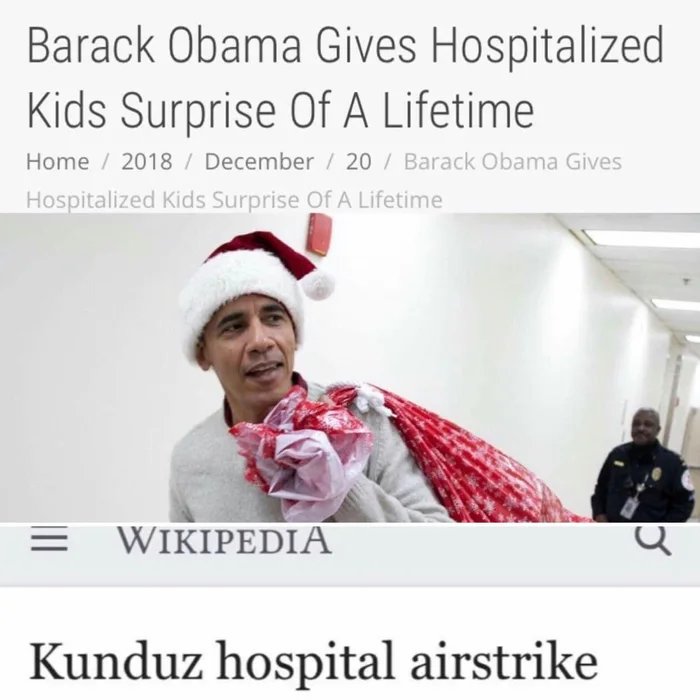 Barack Obama Gives Hospitalized
Kids Surprise Of A Lifetime
Home / 2018 / December / 20 / Barack Obama Gives
Hospitalized Kids Surprise Of A Lifetime
WIKIPEDIA
Kunduz hospital airstrike